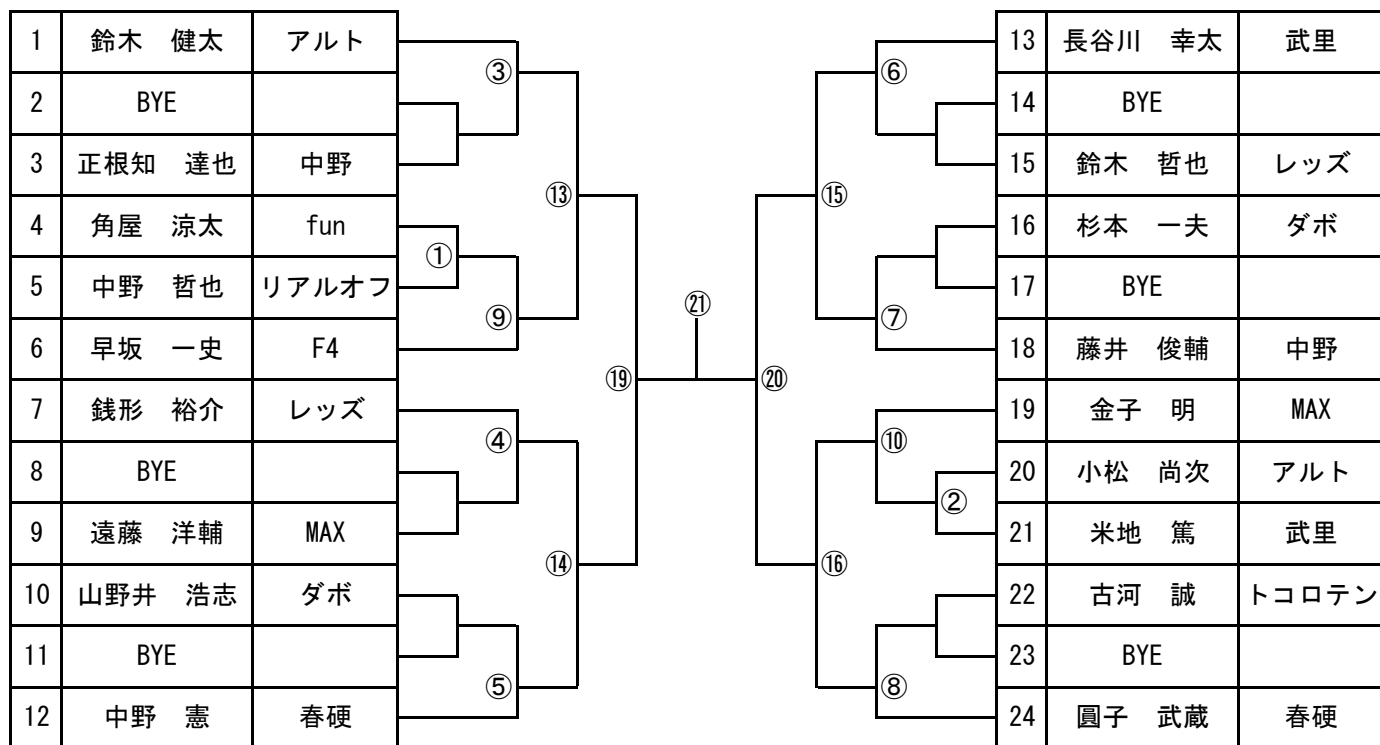 1 鈴木　健太 アルト
2 BYE
3 正根知　達也 中野
4 角屋　涼太 fun
5 中野　哲也 リアルオフ
6 早坂　一史 F4
7 銭形　裕介 レッズ
8 BYE
9 遠藤　洋輔 MAX
10 山野井　浩志 ダボ
11 BYE
12 中野　憲 春硬
③
①
⑨
④
⑤
⑬
⑭
⑲
㉑
⑳
⑮
⑯
⑥
⑦
⑩
②
⑧
13 長谷川　幸太 武里
14 BYE
15 鈴木　哲也 レッズ
16 杉本　一夫 ダボ
17 BYE
18 藤井　俊輔 中野
19 金子　明 MAX
20 小松　尚次 アルト
21 米地　篤 武里
22 古河　誠 トコロテン
23 BYE
24 圓子　武蔵 春硬